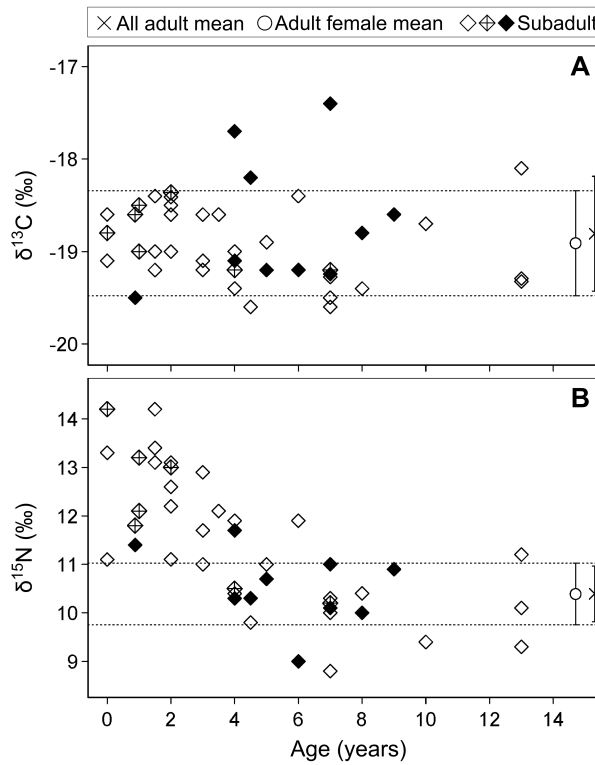 All adult mean Adult female mean Subadult
A
-17
-18
-19
-20
δ¹³C (‰)
B
14
13
12
11
10
9
δ¹⁵N (‰)
0 2 4 6 8 10 12 14
Age (years)